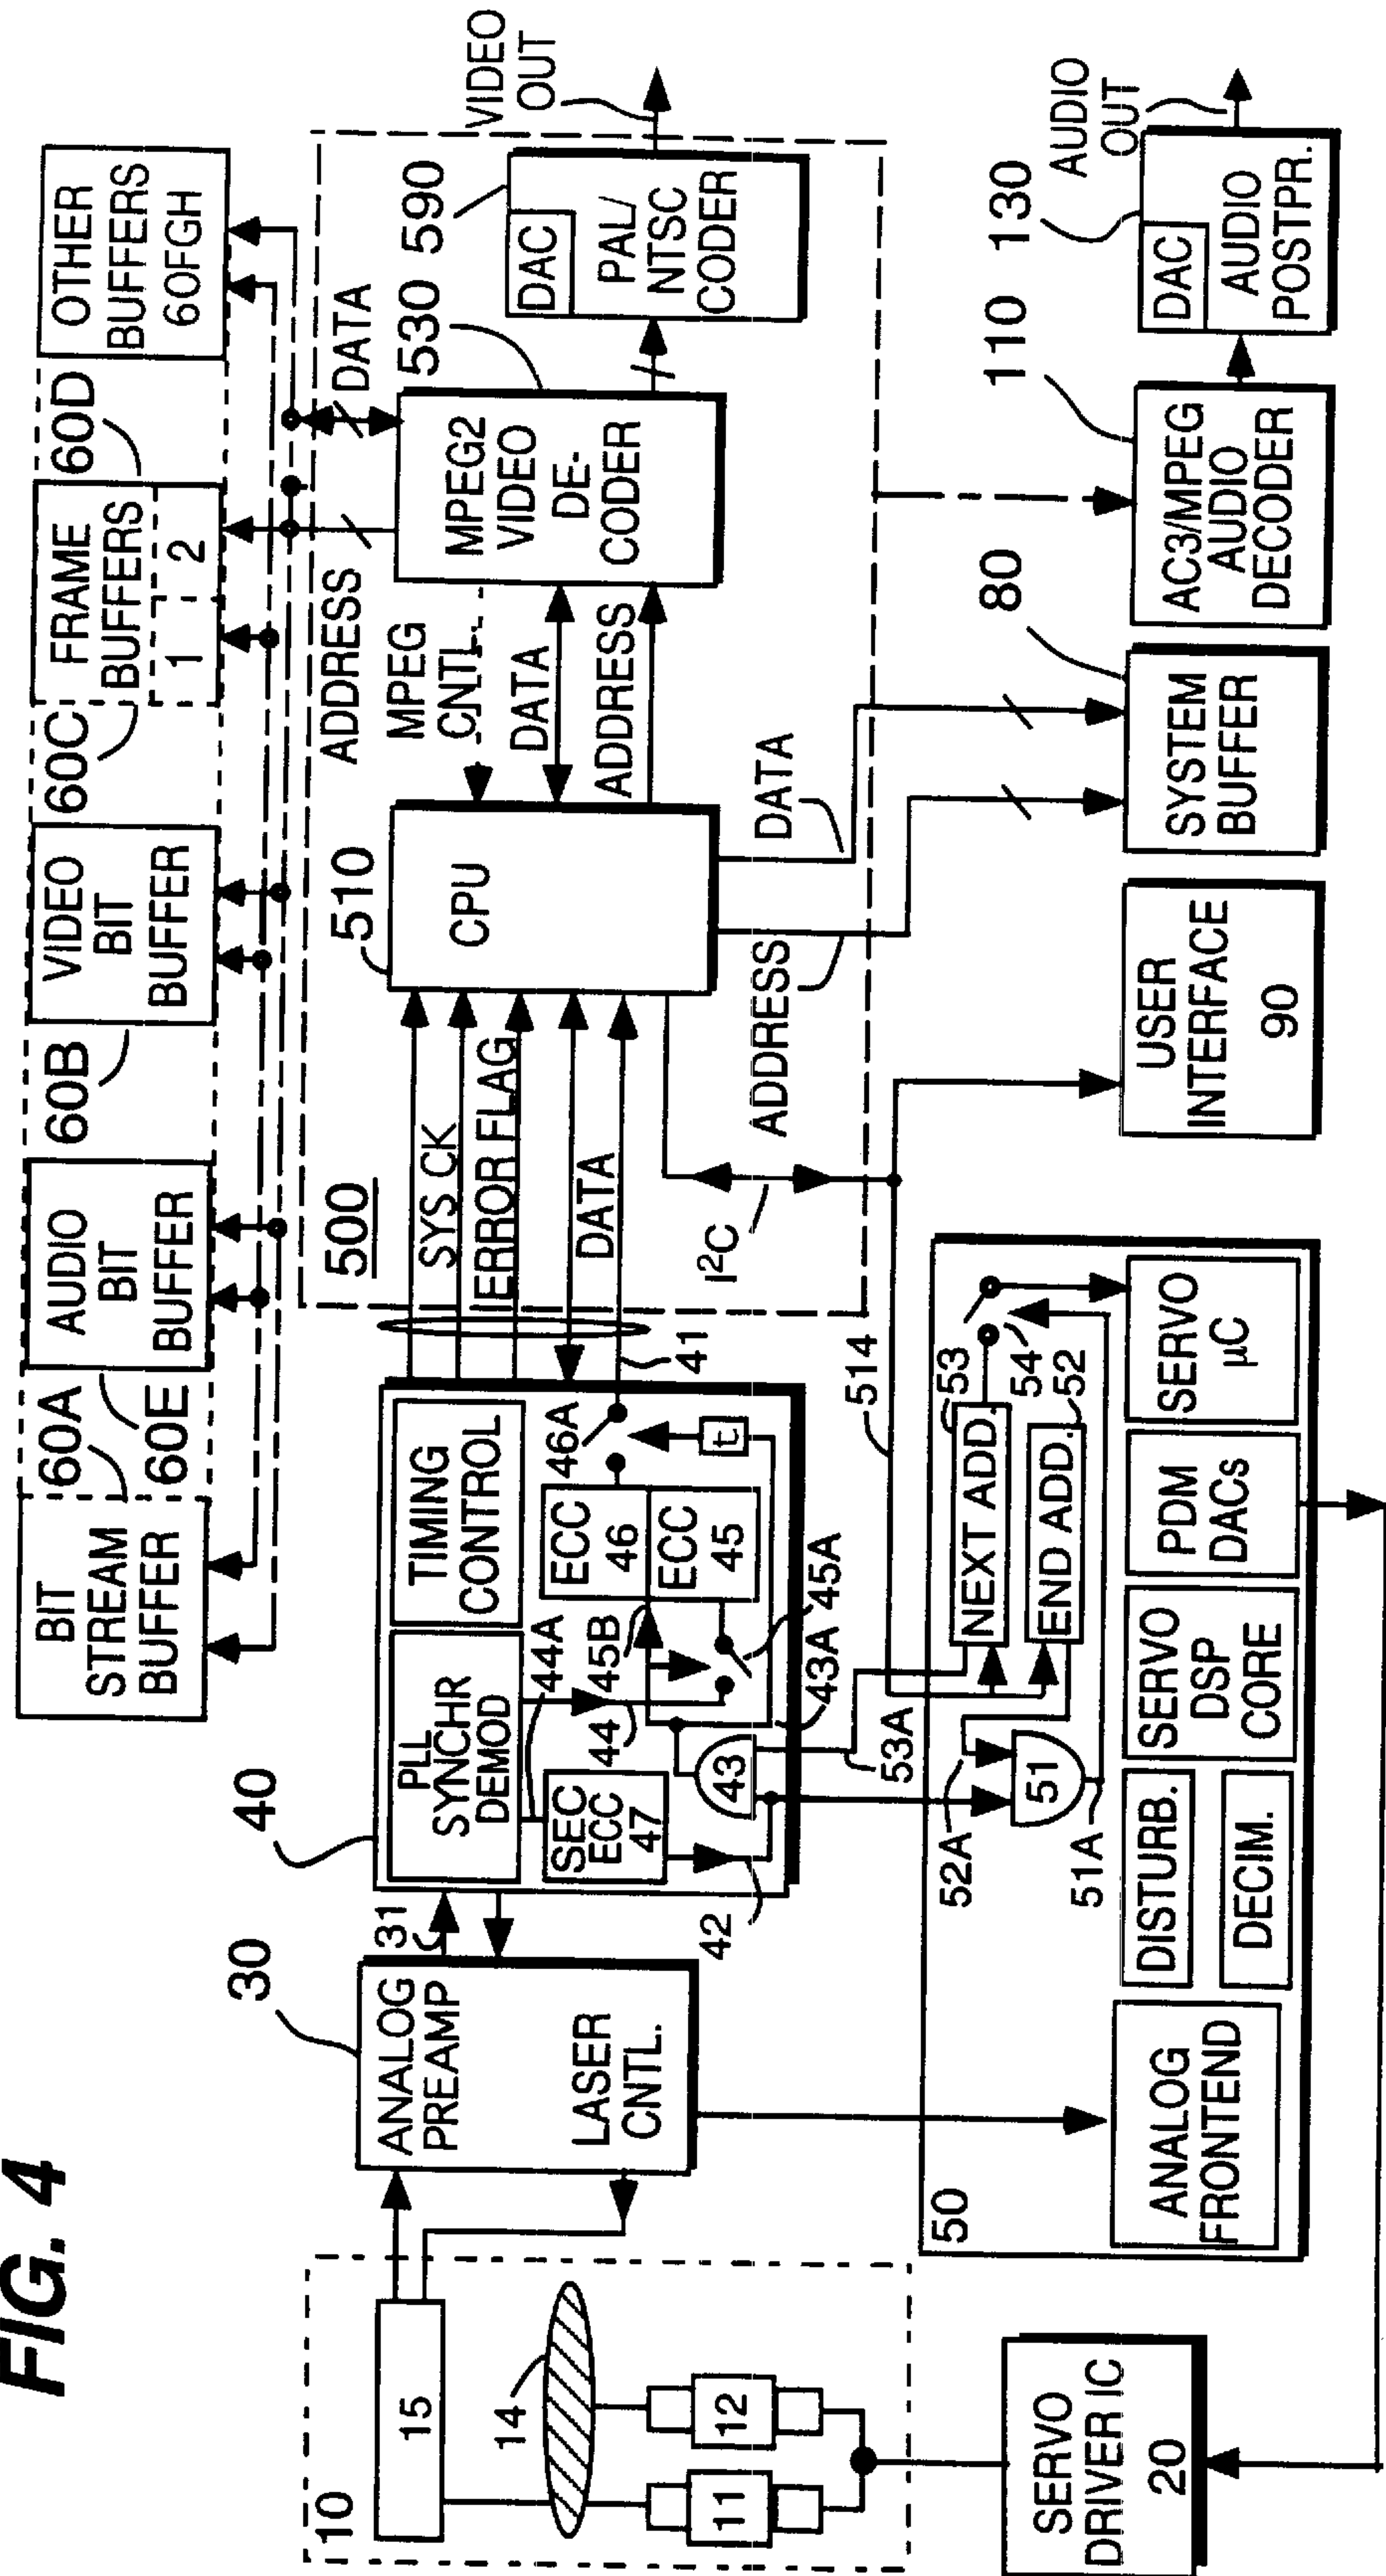 FIG. 4
BIT
STREAM
BUFFER
60A
60E
AUDIO
BIT
BUFFER
60B
VIDEO
BIT
BUFFER
60C
FRAME
BUFFERS
1
2
60D
OTHER
BUFFERS
60FGH
10
15
14
11
12
SERVO
DRIVER IC
20
30
ANALOG
PREAMP
LASER
CNTL.
31
40
PLL
SYNCHR
DEMOD
TIMING
CONTROL
SEC
ECC
47
44A
44
45B
43
43A
45A
ECC
46
ECC
45
46A
t
42
53A
41
500
SYS CK
ERROR FLAG
DATA
I²C
514
510
CPU
ADDRESS
DATA
MPEG
CNTL
DATA
ADDRESS
ADDRESS
DATA
530
MPEG2
VIDEO
DE-
CODER
590
DAC
PAL/
NTSC
CODER
VIDEO
OUT
50
ANALOG
FRONTEND
DISTURB.
DECIM.
SERVO
DSP
CORE
PDM
DACs
SERVO
µC
52A
51
51A
NEXT ADD.
END ADD.
53
54
52
USER
INTERFACE
90
80
SYSTEM
BUFFER
110
AC3/MPEG
AUDIO
DECODER
130
DAC
AUDIO
POSTPR.
AUDIO
OUT